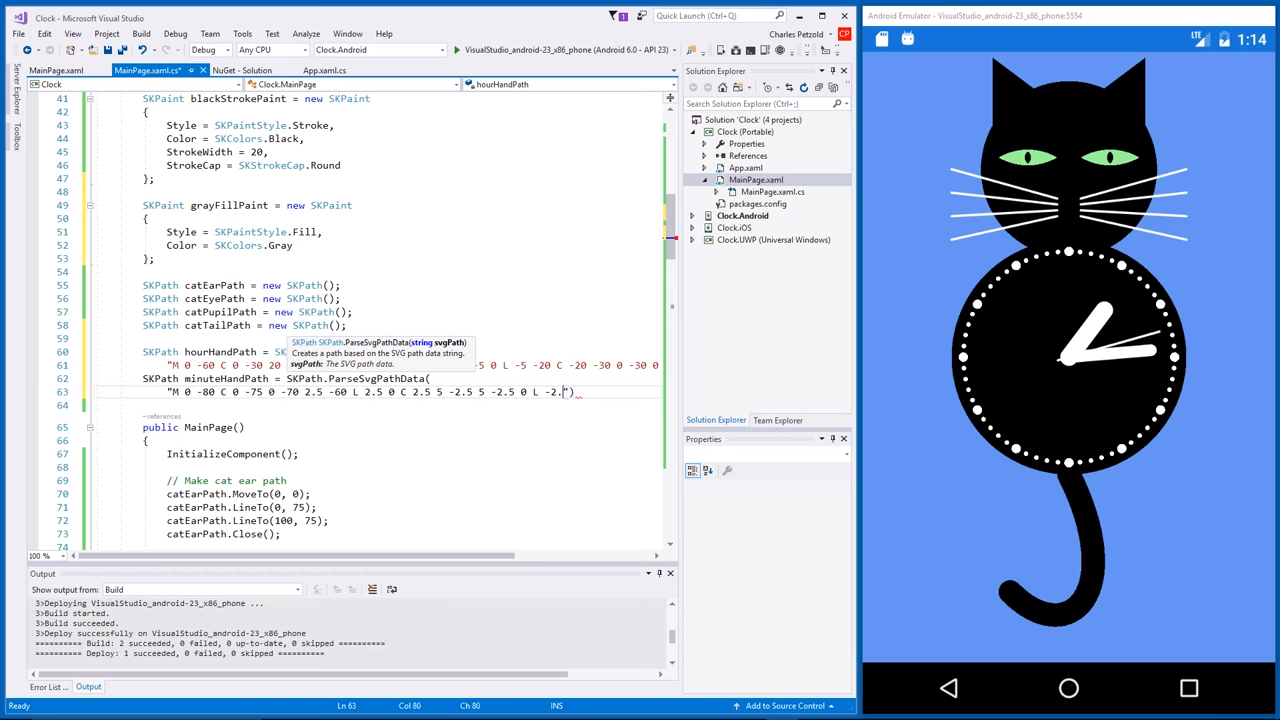 Clock - Microsoft Visual Studio
1
Quick Launch (Ctrl+Q)
File Edit View Project Build Debug Team Tools Test Analyze Window Help
Charles Petzold CP
Debug Any CPU Clock.Android VisualStudio_android-23_x86_phone (Android 6.0 - API 23)
Server Explorer
Toolbox
MainPage.xaml MainPage.xaml.cs* NuGet - Solution App.xaml.cs
Clock Clock.MainPage hourHandPath
41 SKPaint blackStrokePaint = new SKPaint
42 {
43 Style = SKPaintStyle.Stroke,
44 Color = SKColors.Black,
45 StrokeWidth = 20,
46 StrokeCap = SKStrokeCap.Round
47 };
48
49 SKPaint grayFillPaint = new SKPaint
50 {
51 Style = SKPaintStyle.Fill,
52 Color = SKColors.Gray
53 };
54
55 SKPath catEarPath = new SKPath();
56 SKPath catEyePath = new SKPath();
57 SKPath catPupilPath = new SKPath();
58 SKPath catTailPath = new SKPath();
59
SKPath SKPath.ParseSvgPathData(string svgPath)
Creates a path based on the SVG path data string.
svgPath: The SVG path data.
60 SKPath hourHandPath = SK
61 "M 0 -60 C 0 -30 20 -5 0 L -5 -20 C -20 -30 0 -30 0
62 SKPath minuteHandPath = SKPath.ParseSvgPathData(
63 "M 0 -80 C 0 -75 0 -70 2.5 -60 L 2.5 0 C 2.5 5 -2.5 5 -2.5 0 L -2.")
64
-references
65 public MainPage()
66 {
67 InitializeComponent();
68
69 // Make cat ear path
70 catEarPath.MoveTo(0, 0);
71 catEarPath.LineTo(0, 75);
72 catEarPath.LineTo(100, 75);
73 catEarPath.Close();
74
100 %
Output
Show output from: Build
3>Deploying VisualStudio_android-23_x86_phone ...
3>Build started.
3>Build succeeded.
3>Deploy successfully on VisualStudio_android-23_x86_phone
========== Build: 2 succeeded, 0 failed, 0 up-to-date, 0 skipped ==========
========== Deploy: 1 succeeded, 0 failed, 0 skipped ==========
Error List ... Output
Ready Ln 63 Col 80 Ch 80 INS Add to Source Control
Solution Explorer
Search Solution Explorer (Ctrl+;)
Solution 'Clock' (4 projects)
Clock (Portable)
Properties
References
App.xaml
MainPage.xaml
MainPage.xaml.cs
packages.config
Clock.Android
Clock.iOS
Clock.UWP (Universal Windows)
Solution Explorer Team Explorer
Properties
Android Emulator - VisualStudio_android-23_x86_phone:5554
LTE 1:14